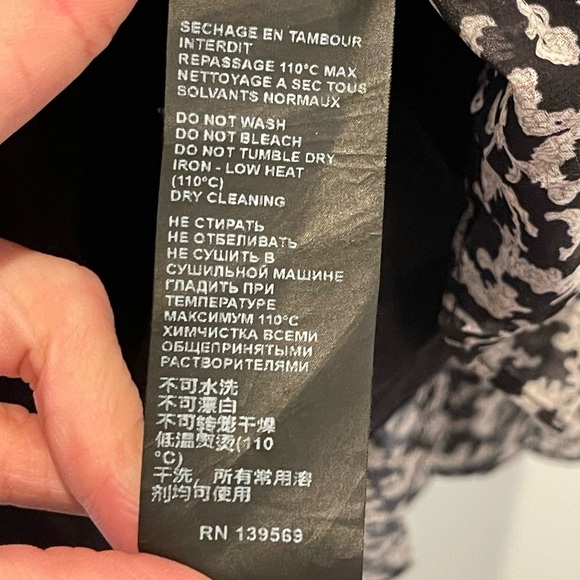 SECHAGE EN TAMBOUR
INTERDIT
REPASSAGE 110°C MAX
NETTOYAGE A SEC TOUS
SOLVANTS NORMAUX
DO NOT WASH
DO NOT BLEACH
DO NOT TUMBLE DRY
IRON - LOW HEAT
(110°C)
DRY CLEANING
НЕ СТИРАТЬ
НЕ ОТБЕЛИВАТЬ
НЕ СУШИТЬ В
СУШИЛЬНОЙ МАШИНЕ
ГЛАДИТЬ ПРИ
ТЕМПЕРАТУРЕ
МАКСИМУМ 110°C
ХИМЧИСТКА ВСЕМИ
ОБЩЕПРИНЯТЫМИ
РАСТВОРИТЕЛЯМИ
不可水洗
不可漂白
不可转滚干燥
低温熨烫(110
°C)
干洗，所有常用溶
剂均可使用
RN 139569